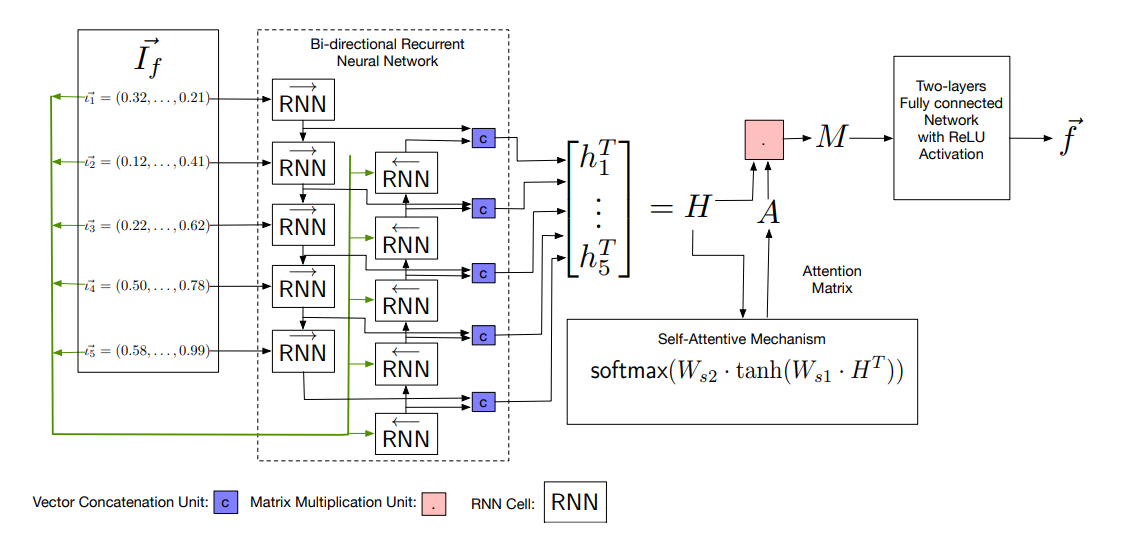 $\vec{I_f}$
$\vec{\iota_1} = (0.32, \ldots, 0.21)$
$\vec{\iota_2} = (0.12, \ldots, 0.41)$
$\vec{\iota_3} = (0.22, \ldots, 0.62)$
$\vec{\iota_4} = (0.50, \ldots, 0.78)$
$\vec{\iota_5} = (0.58, \ldots, 0.99)$
Bi-directional Recurrent
Neural Network
$\overrightarrow{\text{RNN}}$
$\overrightarrow{\text{RNN}}$
$\overrightarrow{\text{RNN}}$
$\overrightarrow{\text{RNN}}$
$\overrightarrow{\text{RNN}}$
$\overleftarrow{\text{RNN}}$
$\overleftarrow{\text{RNN}}$
$\overleftarrow{\text{RNN}}$
$\overleftarrow{\text{RNN}}$
$\overleftarrow{\text{RNN}}$
c
c
c
c
c
$h_1^T$
⋮
$h_5^T$
= H
.
M
A
Attention
Matrix
Self-Attentive Mechanism
$\text{softmax}(W_{s2} \cdot \tanh(W_{s1} \cdot H^T))$
Two-layers
Fully connected
Network
with ReLU
Activation
$\vec{f}$
Vector Concatenation Unit: c
Matrix Multiplication Unit: .
RNN Cell: RNN